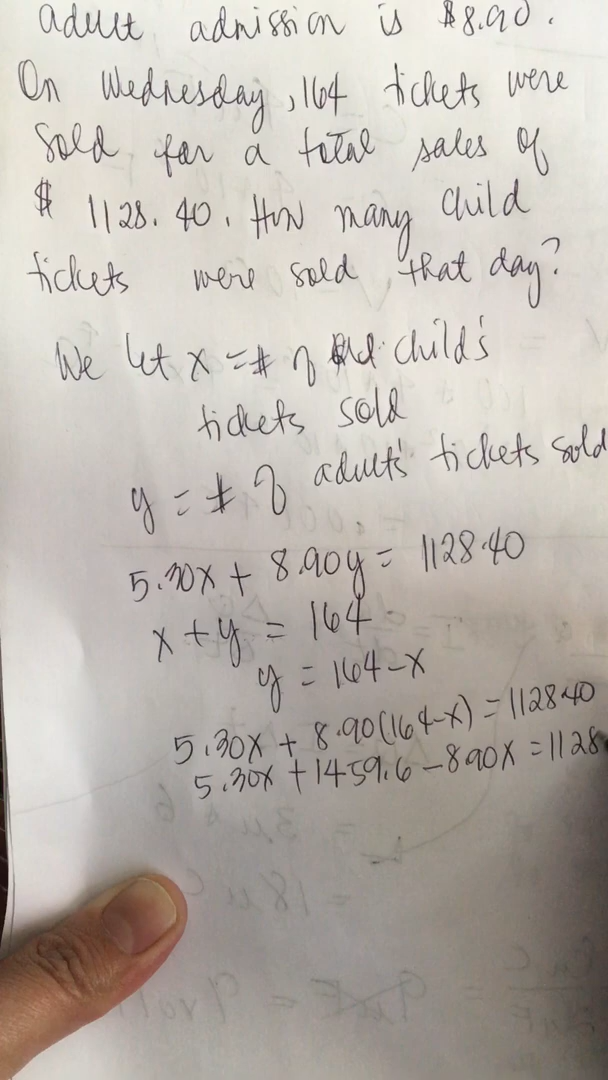 adult admission is $8.90.
On Wednesday, 164 tickets were
sold for a total sales of
$ 1128.40. How many child
tickets were sold that day?
We let x = # of child's
tickets sold
y = # of adult's tickets sold
5.30x + 8.90y = 1128.40
x + y = 164
y = 164-x
5.30x + 8.90(164-x) = 1128.40
5.30x + 1459.6 - 8.90x = 1128